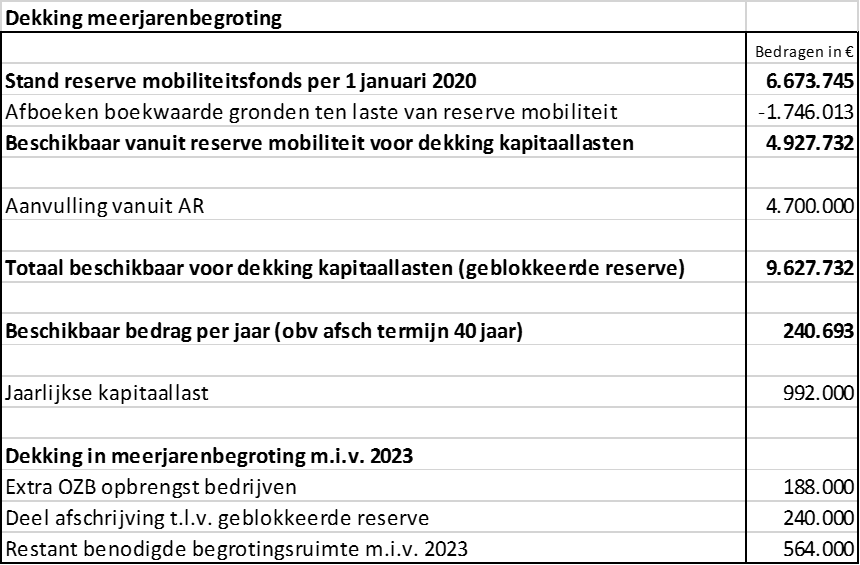 Dekking meerjarenbegroting
Bedragen in €
Stand reserve mobiliteitsfonds per 1 januari 2020 6.673.745
Afboeken boekwaarde gronden ten laste van reserve mobiliteit -1.746.013
Beschikbaar vanuit reserve mobiliteit voor dekking kapitaallasten 4.927.732
Aanvulling vanuit AR 4.700.000
Totaal beschikbaar voor dekking kapitaallasten (geblokkeerde reserve) 9.627.732
Beschikbaar bedrag per jaar (obv afsch termijn 40 jaar) 240.693
Jaarlijkse kapitaallast 992.000
Dekking in meerjarenbegroting m.i.v. 2023
Extra OZB opbrengst bedrijven 188.000
Deel afschrijving t.l.v. geblokkeerde reserve 240.000
Restant benodigde begrotingsruimte m.i.v. 2023 564.000